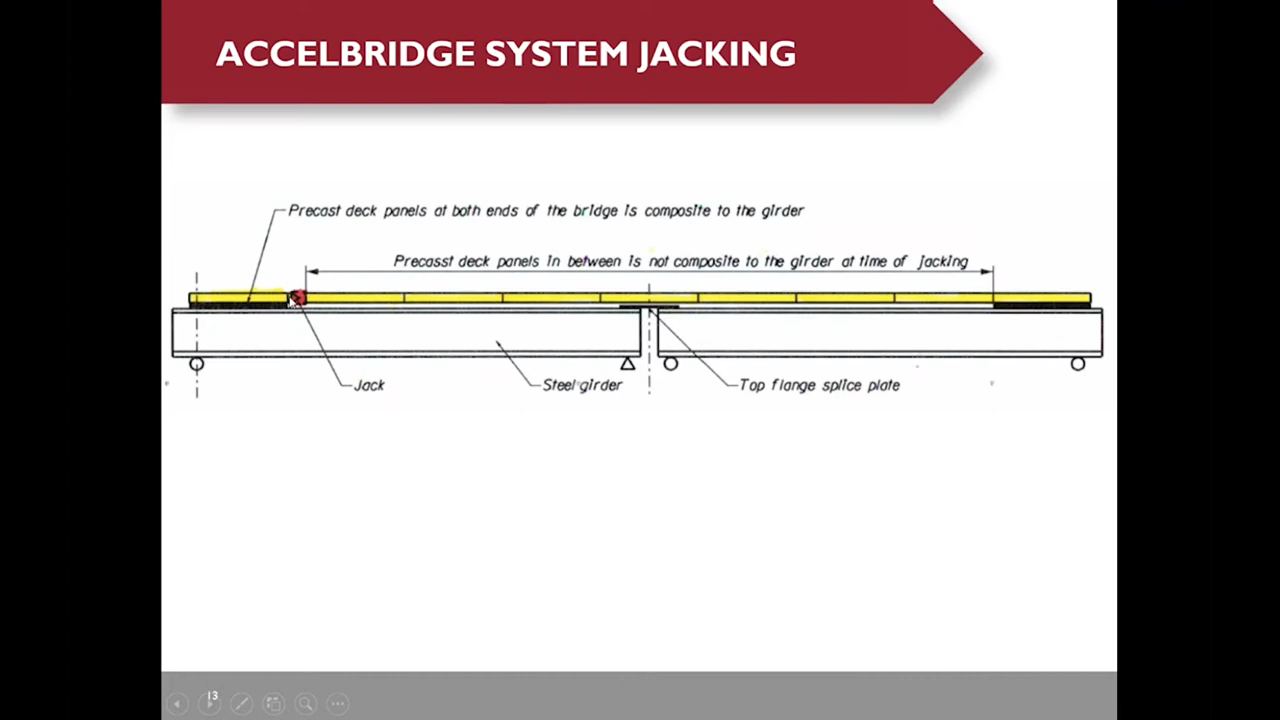 ACCELBRIDGE SYSTEM JACKING
Precast deck panels at both ends of the bridge is composite to the girder
Precasst deck panels in between is not composite to the girder at time of jacking
Jack
Steel girder
Top flange splice plate
13